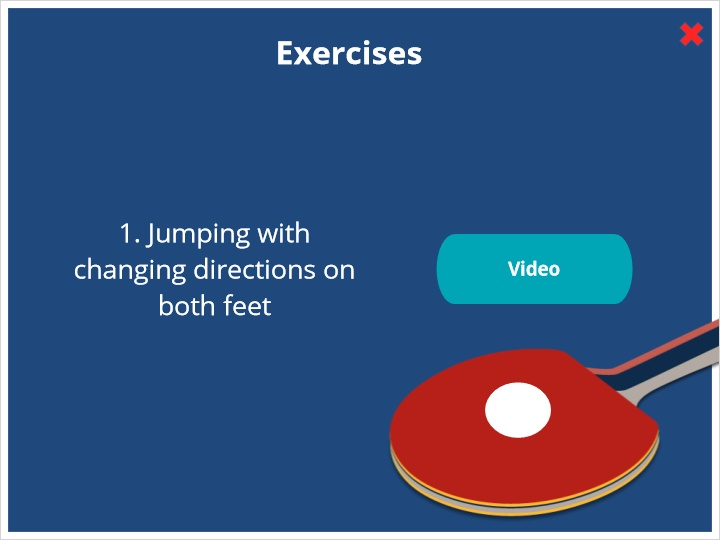 Exercises
1. Jumping with
changing directions on
both feet
Video